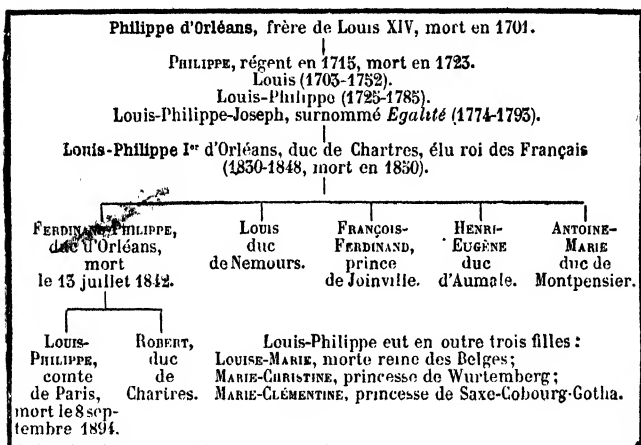 Philippe d'Orléans, frère de Louis XIV, mort en 1701.
PHILIPPE, régent en 1715, mort en 1723.
Louis (1703-1752).
Louis-Philippe (1725-1785).
Louis-Philippe-Joseph, surnommé Egalité (1774-1793).
Louis-Philippe Ier d'Orléans, duc de Chartres, élu roi des Français
(1830-1848, mort en 1850).
FERDINAND-PHILIPPE,
duc d'Orléans,
mort
le 13 juillet 1842.
LOUIS
duc
de Nemours.
FRANÇOIS-
FERDINAND,
prince
de Joinville.
HENRI-
EUGÈNE
duc
d'Aumale.
ANTOINE-
MARIE
duc de
Montpensier.
LOUIS-
PHILIPPE,
comte
de Paris,
mort le 8 sep-
tembre 1894.
ROBERT,
duc
de
Chartres.
Louis-Philippe eut en outre trois filles :
LOUISE-MARIE, morte reine des Belges;
MARIE-CHRISTINE, princesse de Wurtemberg;
MARIE-CLÉMENTINE, princesse de Saxe-Cobourg-Gotha.